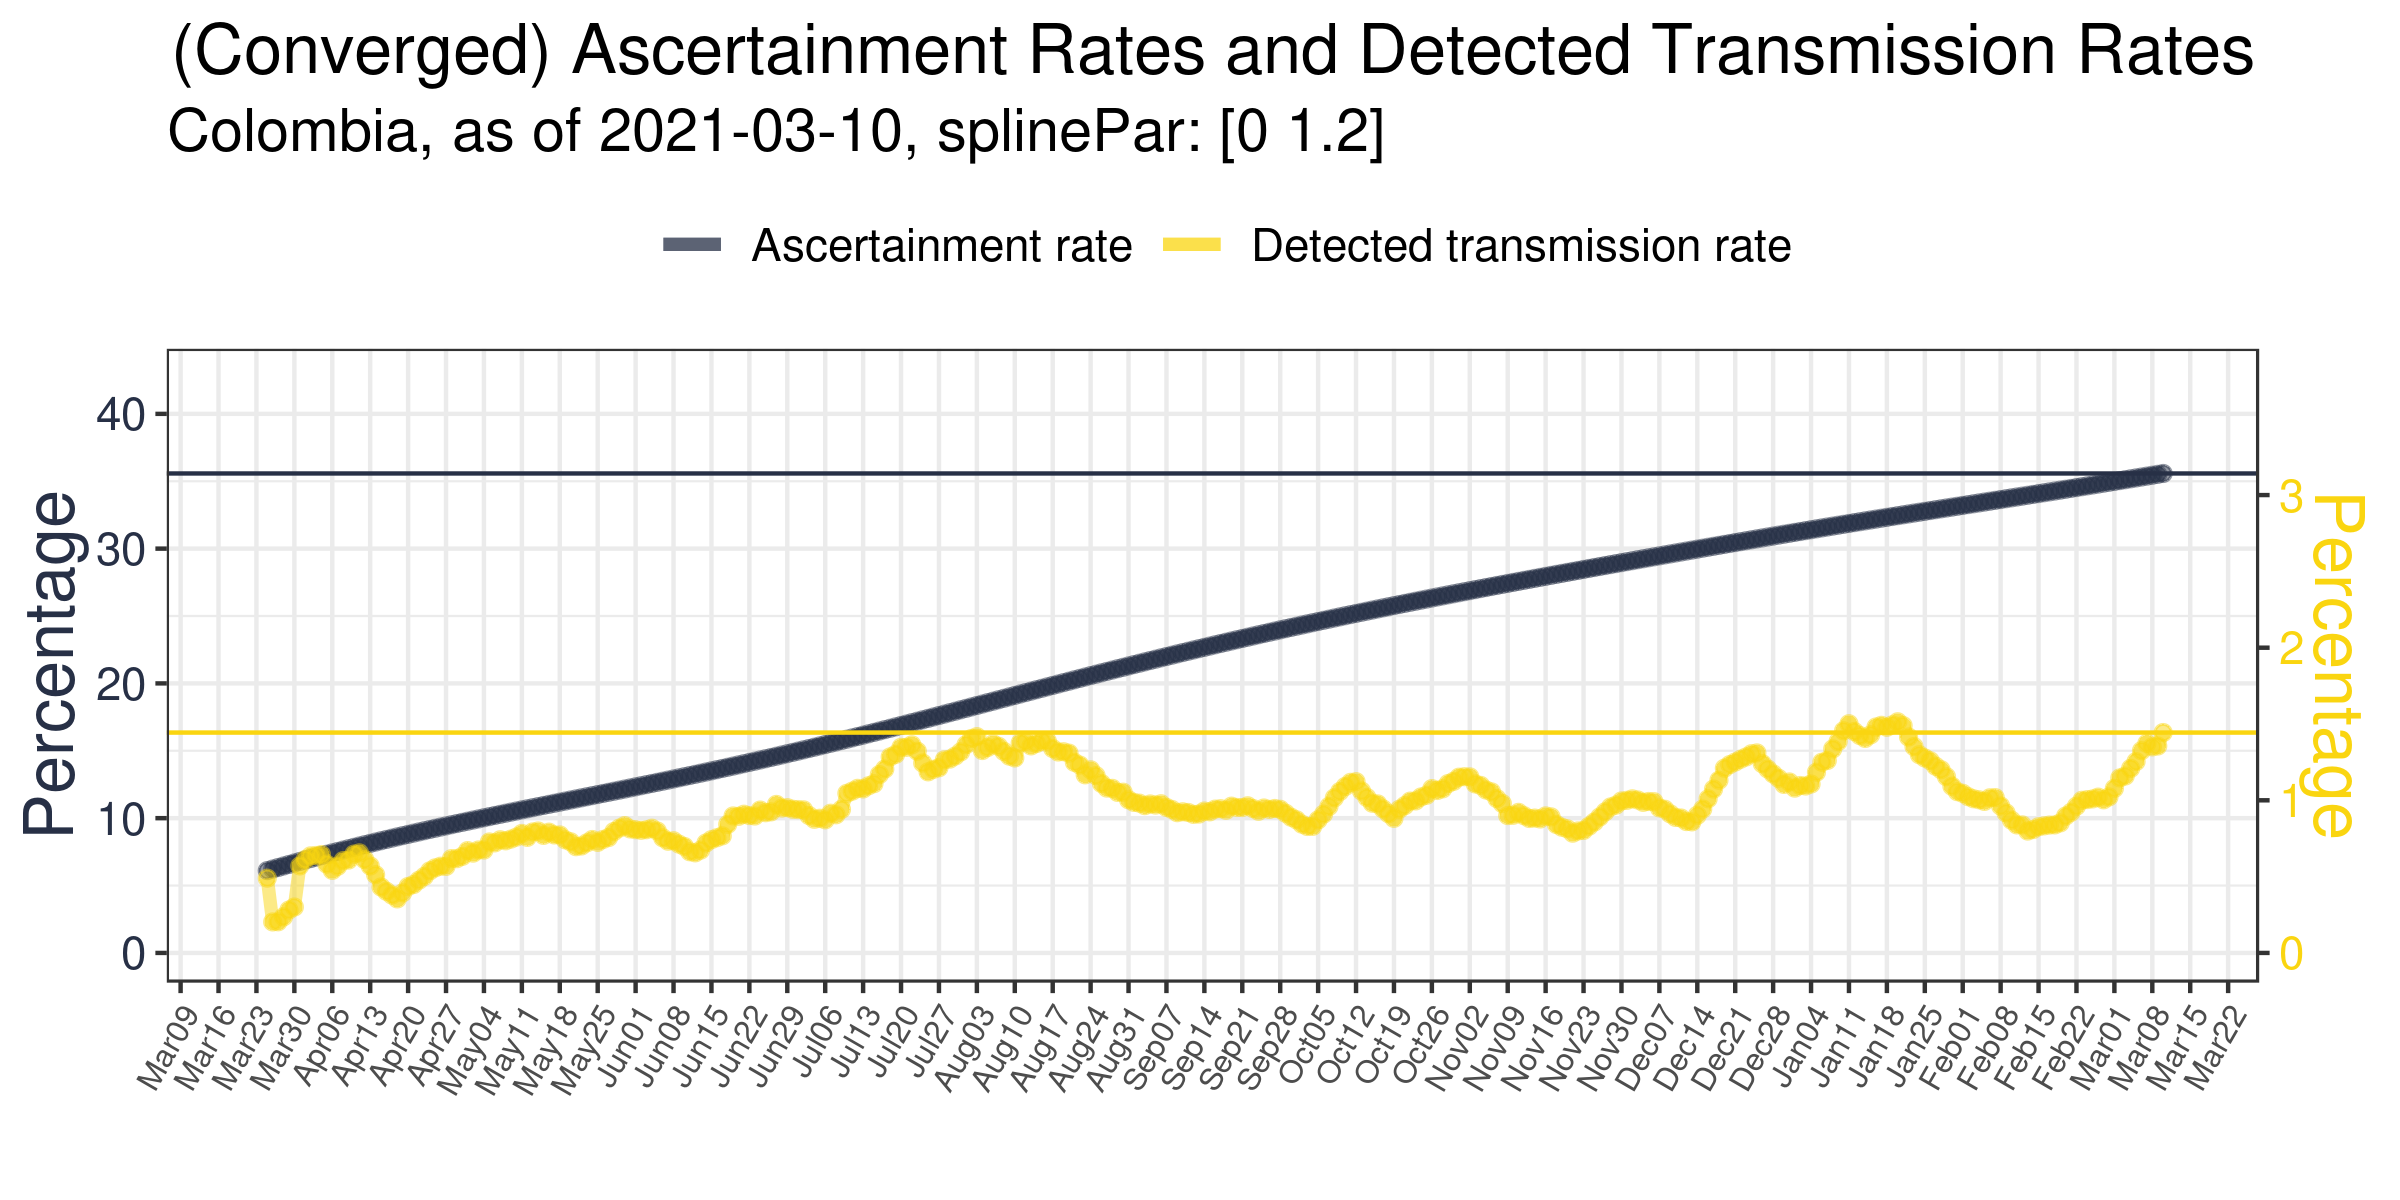 (Converged) Ascertainment Rates and Detected Transmission Rates
Colombia, as of 2021-03-10, splinePar: [0 1.2]
Ascertainment rate
Detected transmission rate
Percentage
40
30
20
10
0
3
2
1
0
Percentage
Mar09
Mar16
Mar23
Mar30
Apr06
Apr13
Apr20
Apr27
May04
May11
May18
May25
Jun01
Jun08
Jun15
Jun22
Jun29
Jul06
Jul13
Jul20
Jul27
Aug03
Aug10
Aug17
Aug24
Aug31
Sep07
Sep14
Sep21
Sep28
Oct05
Oct12
Oct19
Oct26
Nov02
Nov09
Nov16
Nov23
Nov30
Dec07
Dec14
Dec21
Dec28
Jan04
Jan11
Jan18
Jan25
Feb01
Feb08
Feb15
Feb22
Mar01
Mar08
Mar15
Mar22